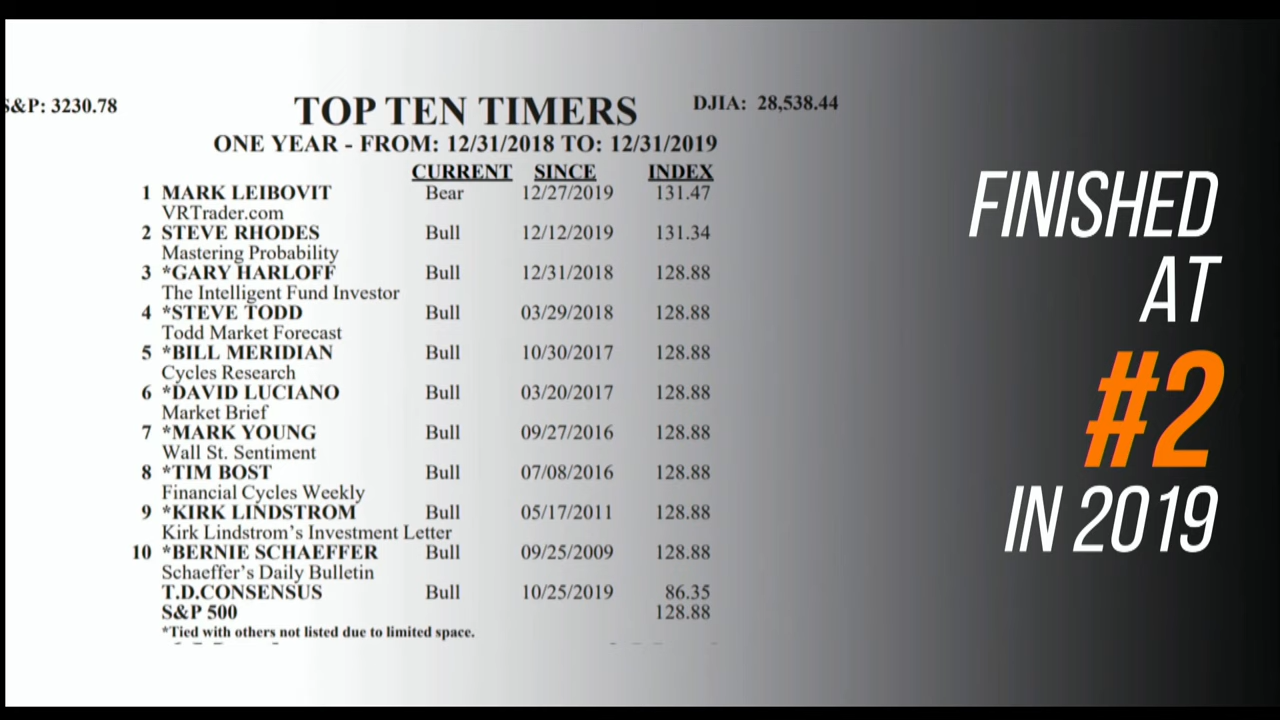 S&P: 3230.78
TOP TEN TIMERS
DJIA: 28,538.44
ONE YEAR - FROM: 12/31/2018 TO: 12/31/2019
CURRENT SINCE INDEX
1 MARK LEIBOVIT Bear 12/27/2019 131.47
VRTrader.com
2 STEVE RHODES Bull 12/12/2019 131.34
Mastering Probability
3 *GARY HARLOFF Bull 12/31/2018 128.88
The Intelligent Fund Investor
4 *STEVE TODD Bull 03/29/2018 128.88
Todd Market Forecast
5 *BILL MERIDIAN Bull 10/30/2017 128.88
Cycles Research
6 *DAVID LUCIANO Bull 03/20/2017 128.88
Market Brief
7 *MARK YOUNG Bull 09/27/2016 128.88
Wall St. Sentiment
8 *TIM BOST Bull 07/08/2016 128.88
Financial Cycles Weekly
9 *KIRK LINDSTROM Bull 05/17/2011 128.88
Kirk Lindstrom's Investment Letter
10 *BERNIE SCHAEFFER Bull 09/25/2009 128.88
Schaeffer's Daily Bulletin
T.D.CONSENSUS Bull 10/25/2019 86.35
S&P 500 128.88
*Tied with others not listed due to limited space.
FINISHED
AT
#2
IN 2019